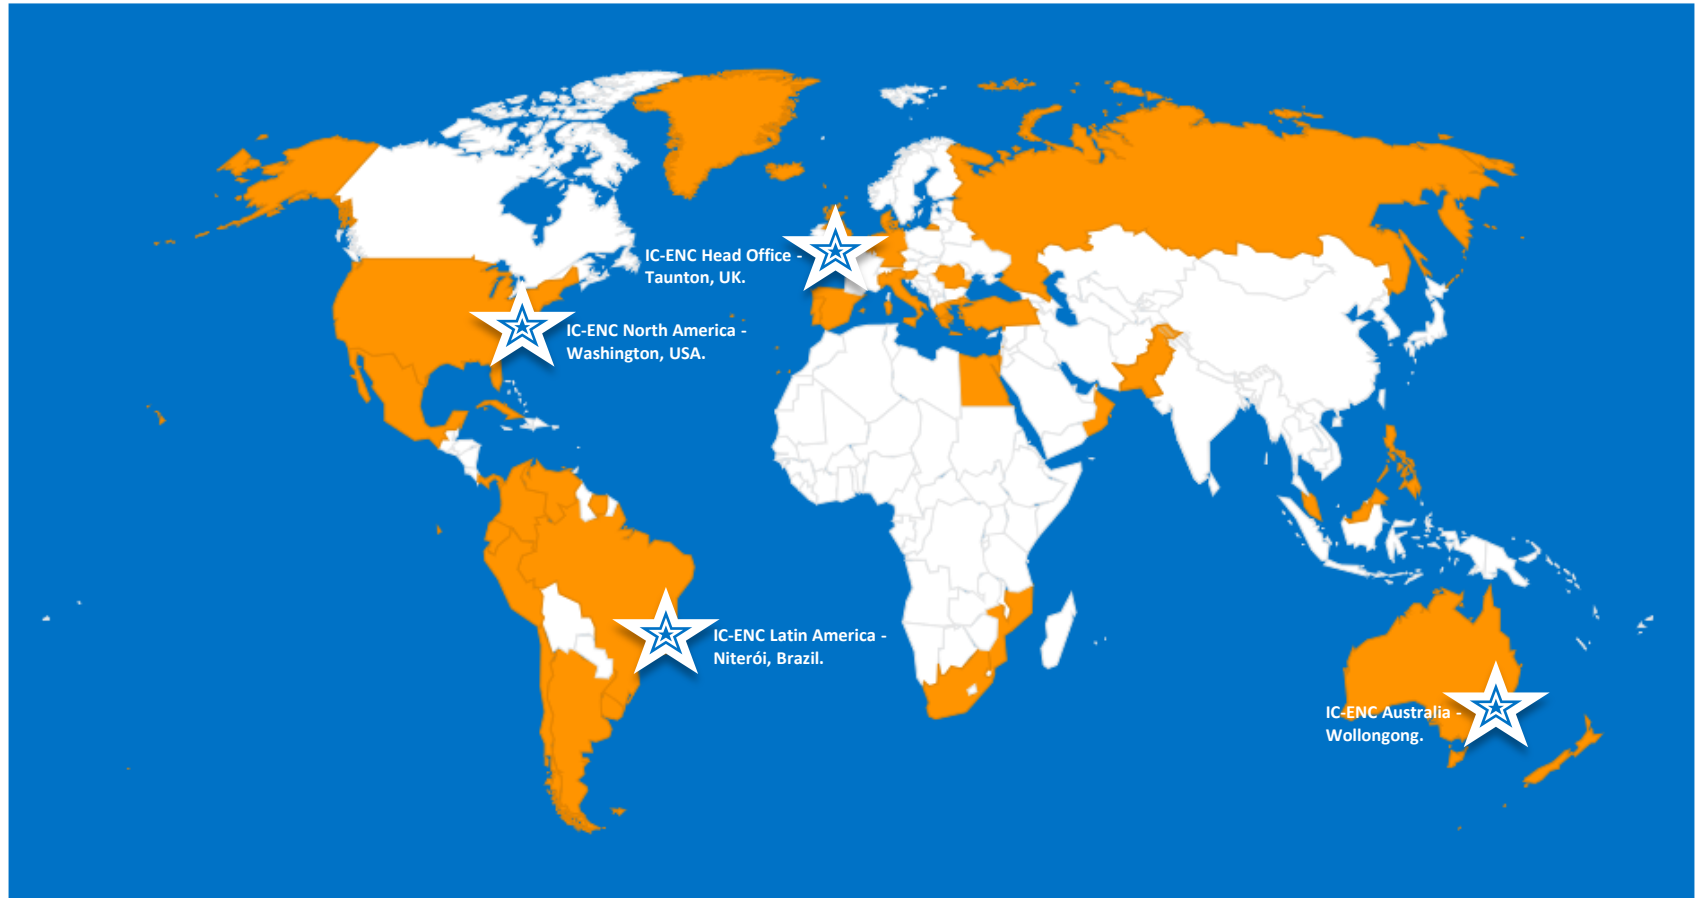 IC-ENC Head Office -
Taunton, UK.
IC-ENC North America -
Washington, USA.
IC-ENC Latin America -
Niterói, Brazil.
IC-ENC Australia -
Wollongong.